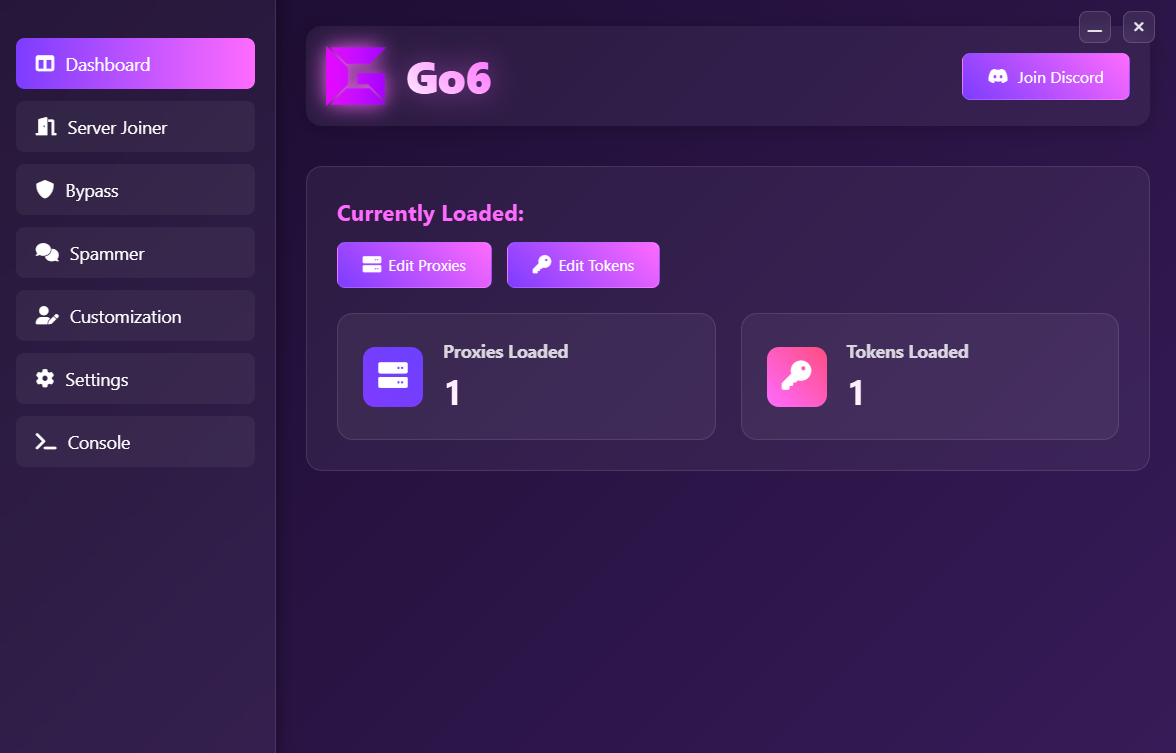 Dashboard
Server Joiner
Bypass
Spammer
Customization
Settings
Console
Go6
Join Discord
Currently Loaded:
Edit Proxies
Edit Tokens
Proxies Loaded
1
Tokens Loaded
1